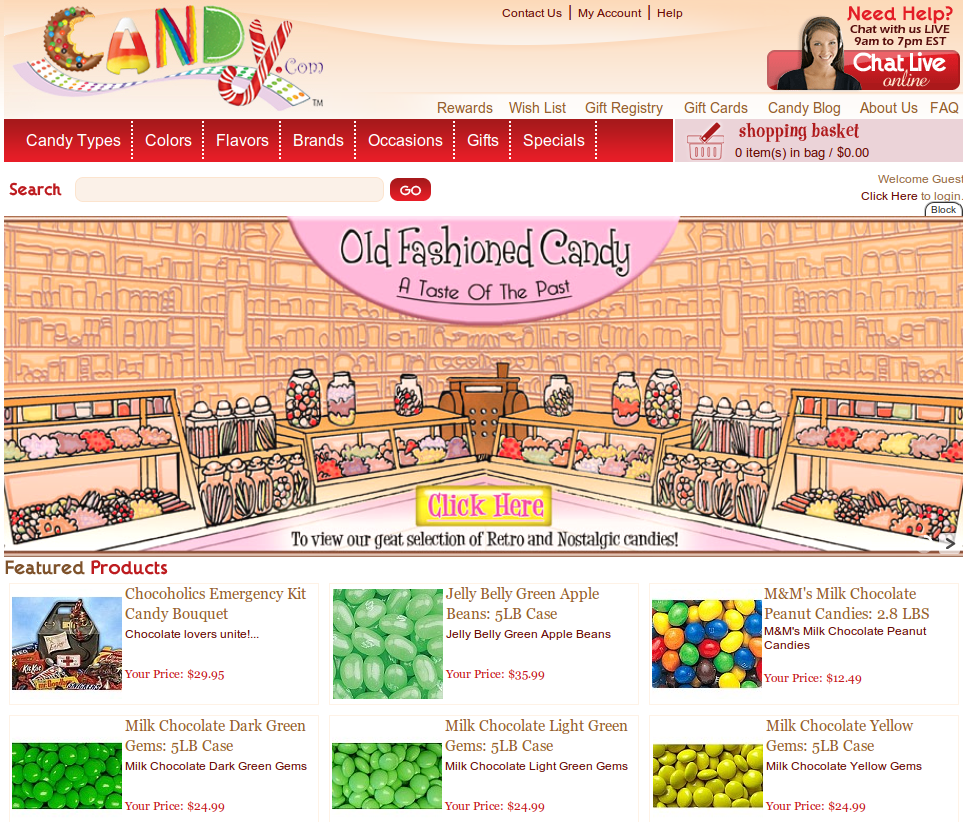 CANDY.Com TM
Contact Us | My Account | Help
Need Help?
Chat with us LIVE
9am to 7pm EST
Chat Live
online
Rewards Wish List Gift Registry Gift Cards Candy Blog About Us FAQ
Candy Types Colors Flavors Brands Occasions Gifts Specials
shopping basket
0 item(s) in bag / $0.00
Search GO
Welcome Guest
Click Here to login.
Block
Old Fashioned Candy
A Taste Of The Past
Click Here
To view our geat selection of Retro and Nostalgic candies!
>
Featured Products
Chocoholics Emergency Kit
Candy Bouquet
Chocolate lovers unite!...
Your Price: $29.95
Jelly Belly Green Apple
Beans: 5LB Case
Jelly Belly Green Apple Beans
Your Price: $35.99
M&M's Milk Chocolate
Peanut Candies: 2.8 LBS
M&M's Milk Chocolate Peanut
Candies
Your Price: $12.49
Milk Chocolate Dark Green
Gems: 5LB Case
Milk Chocolate Dark Green Gems
Your Price: $24.99
Milk Chocolate Light Green
Gems: 5LB Case
Milk Chocolate Light Green Gems
Your Price: $24.99
Milk Chocolate Yellow
Gems: 5LB Case
Milk Chocolate Yellow Gems
Your Price: $24.99